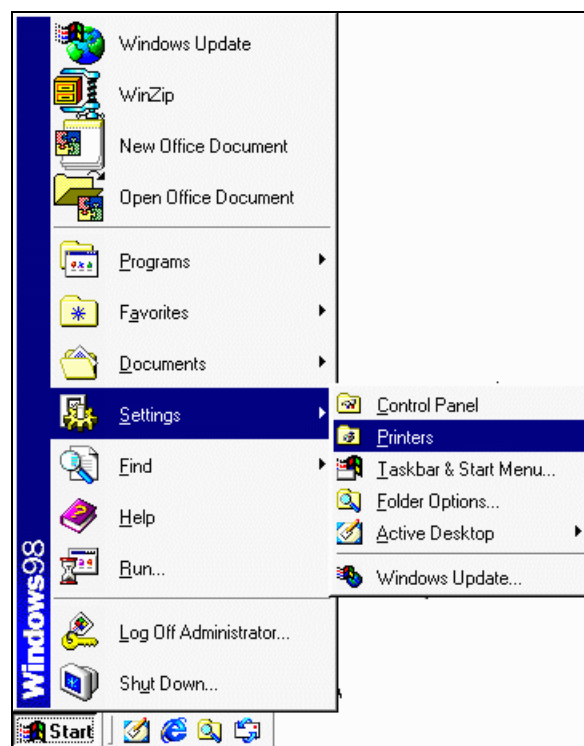 Windows Update
WinZip
New Office Document
Open Office Document
Programs
Favorites
Documents
Settings
Control Panel
Printers
Taskbar & Start Menu...
Folder Options...
Active Desktop
Windows Update...
Find
Help
Run...
Log Off Administrator...
Shut Down...
Windows98
Start